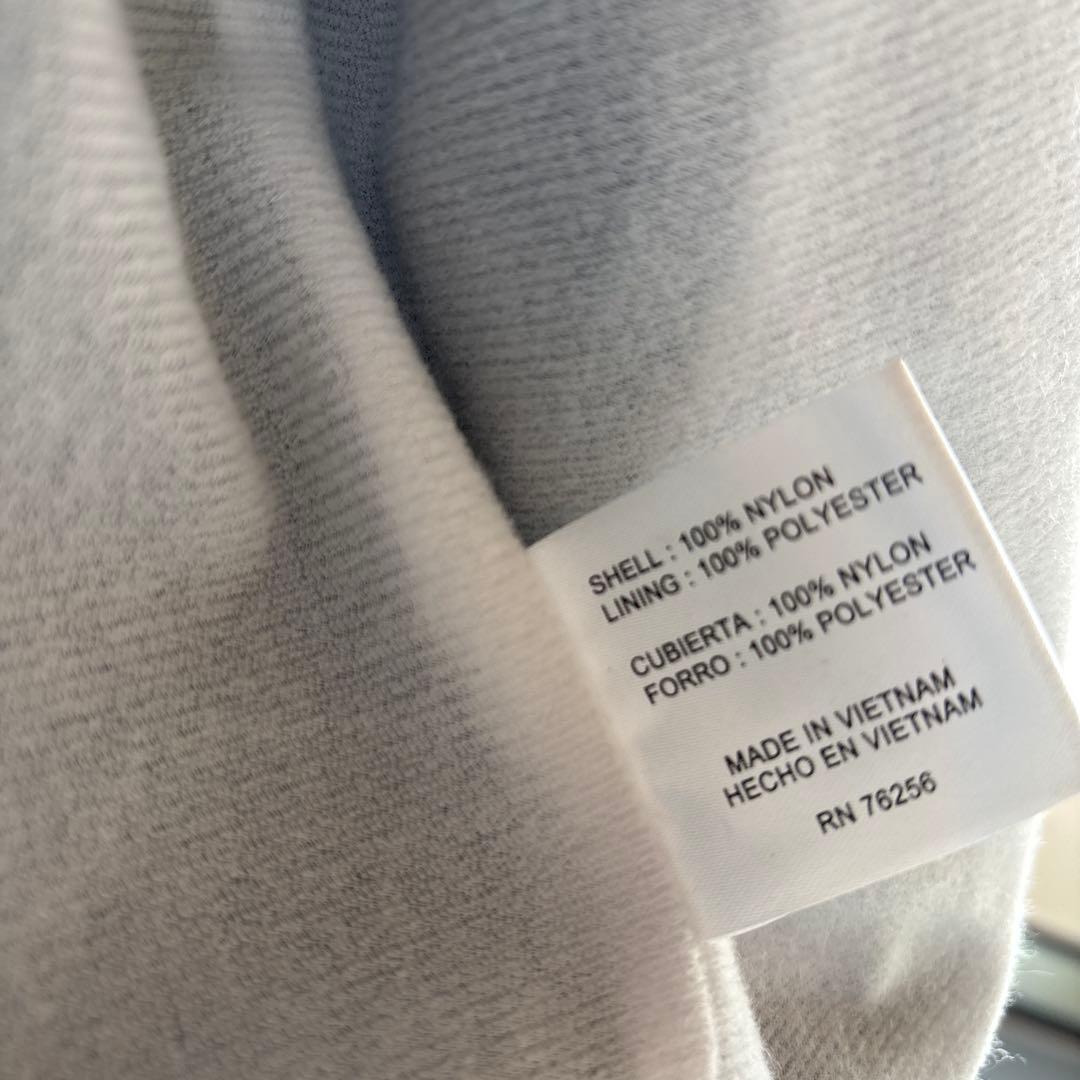 SHELL : 100% NYLON
LINING : 100% POLYESTER
CUBIERTA : 100% NYLON
FORRO : 100% POLYESTER
MADE IN VIETNAM
HECHO EN VIETNAM
RN 76256